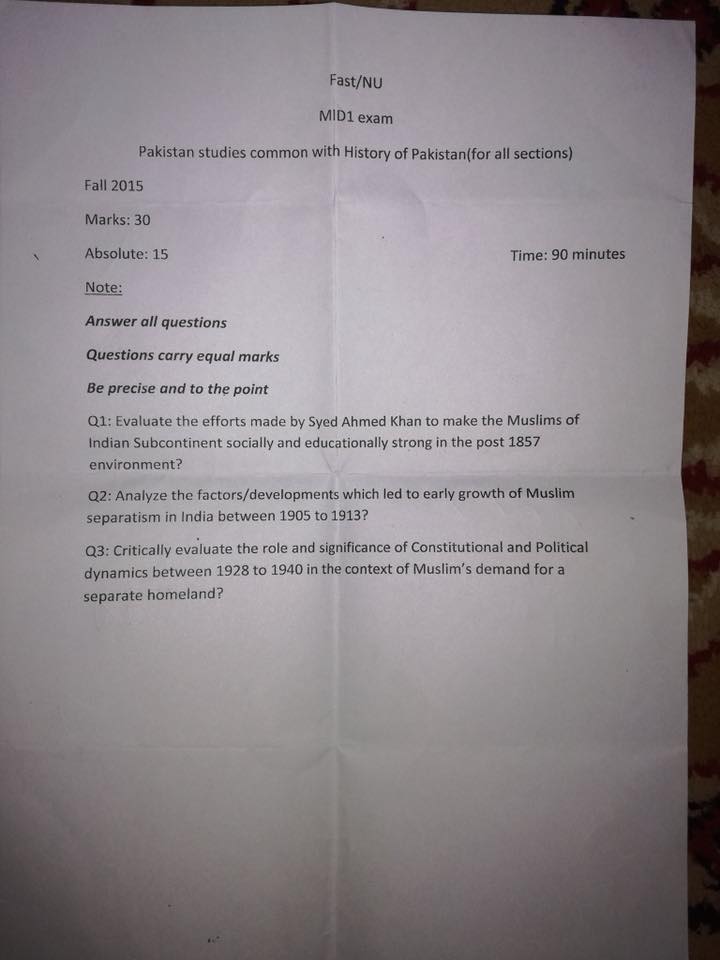 Fast/NU
MID1 exam
Pakistan studies common with History of Pakistan(for all sections)
Fall 2015
Marks: 30
Absolute: 15 Time: 90 minutes
Note:
Answer all questions
Questions carry equal marks
Be precise and to the point
Q1: Evaluate the efforts made by Syed Ahmed Khan to make the Muslims of
Indian Subcontinent socially and educationally strong in the post 1857
environment?
Q2: Analyze the factors/developments which led to early growth of Muslim
separatism in India between 1905 to 1913?
Q3: Critically evaluate the role and significance of Constitutional and Political
dynamics between 1928 to 1940 in the context of Muslim's demand for a
separate homeland?